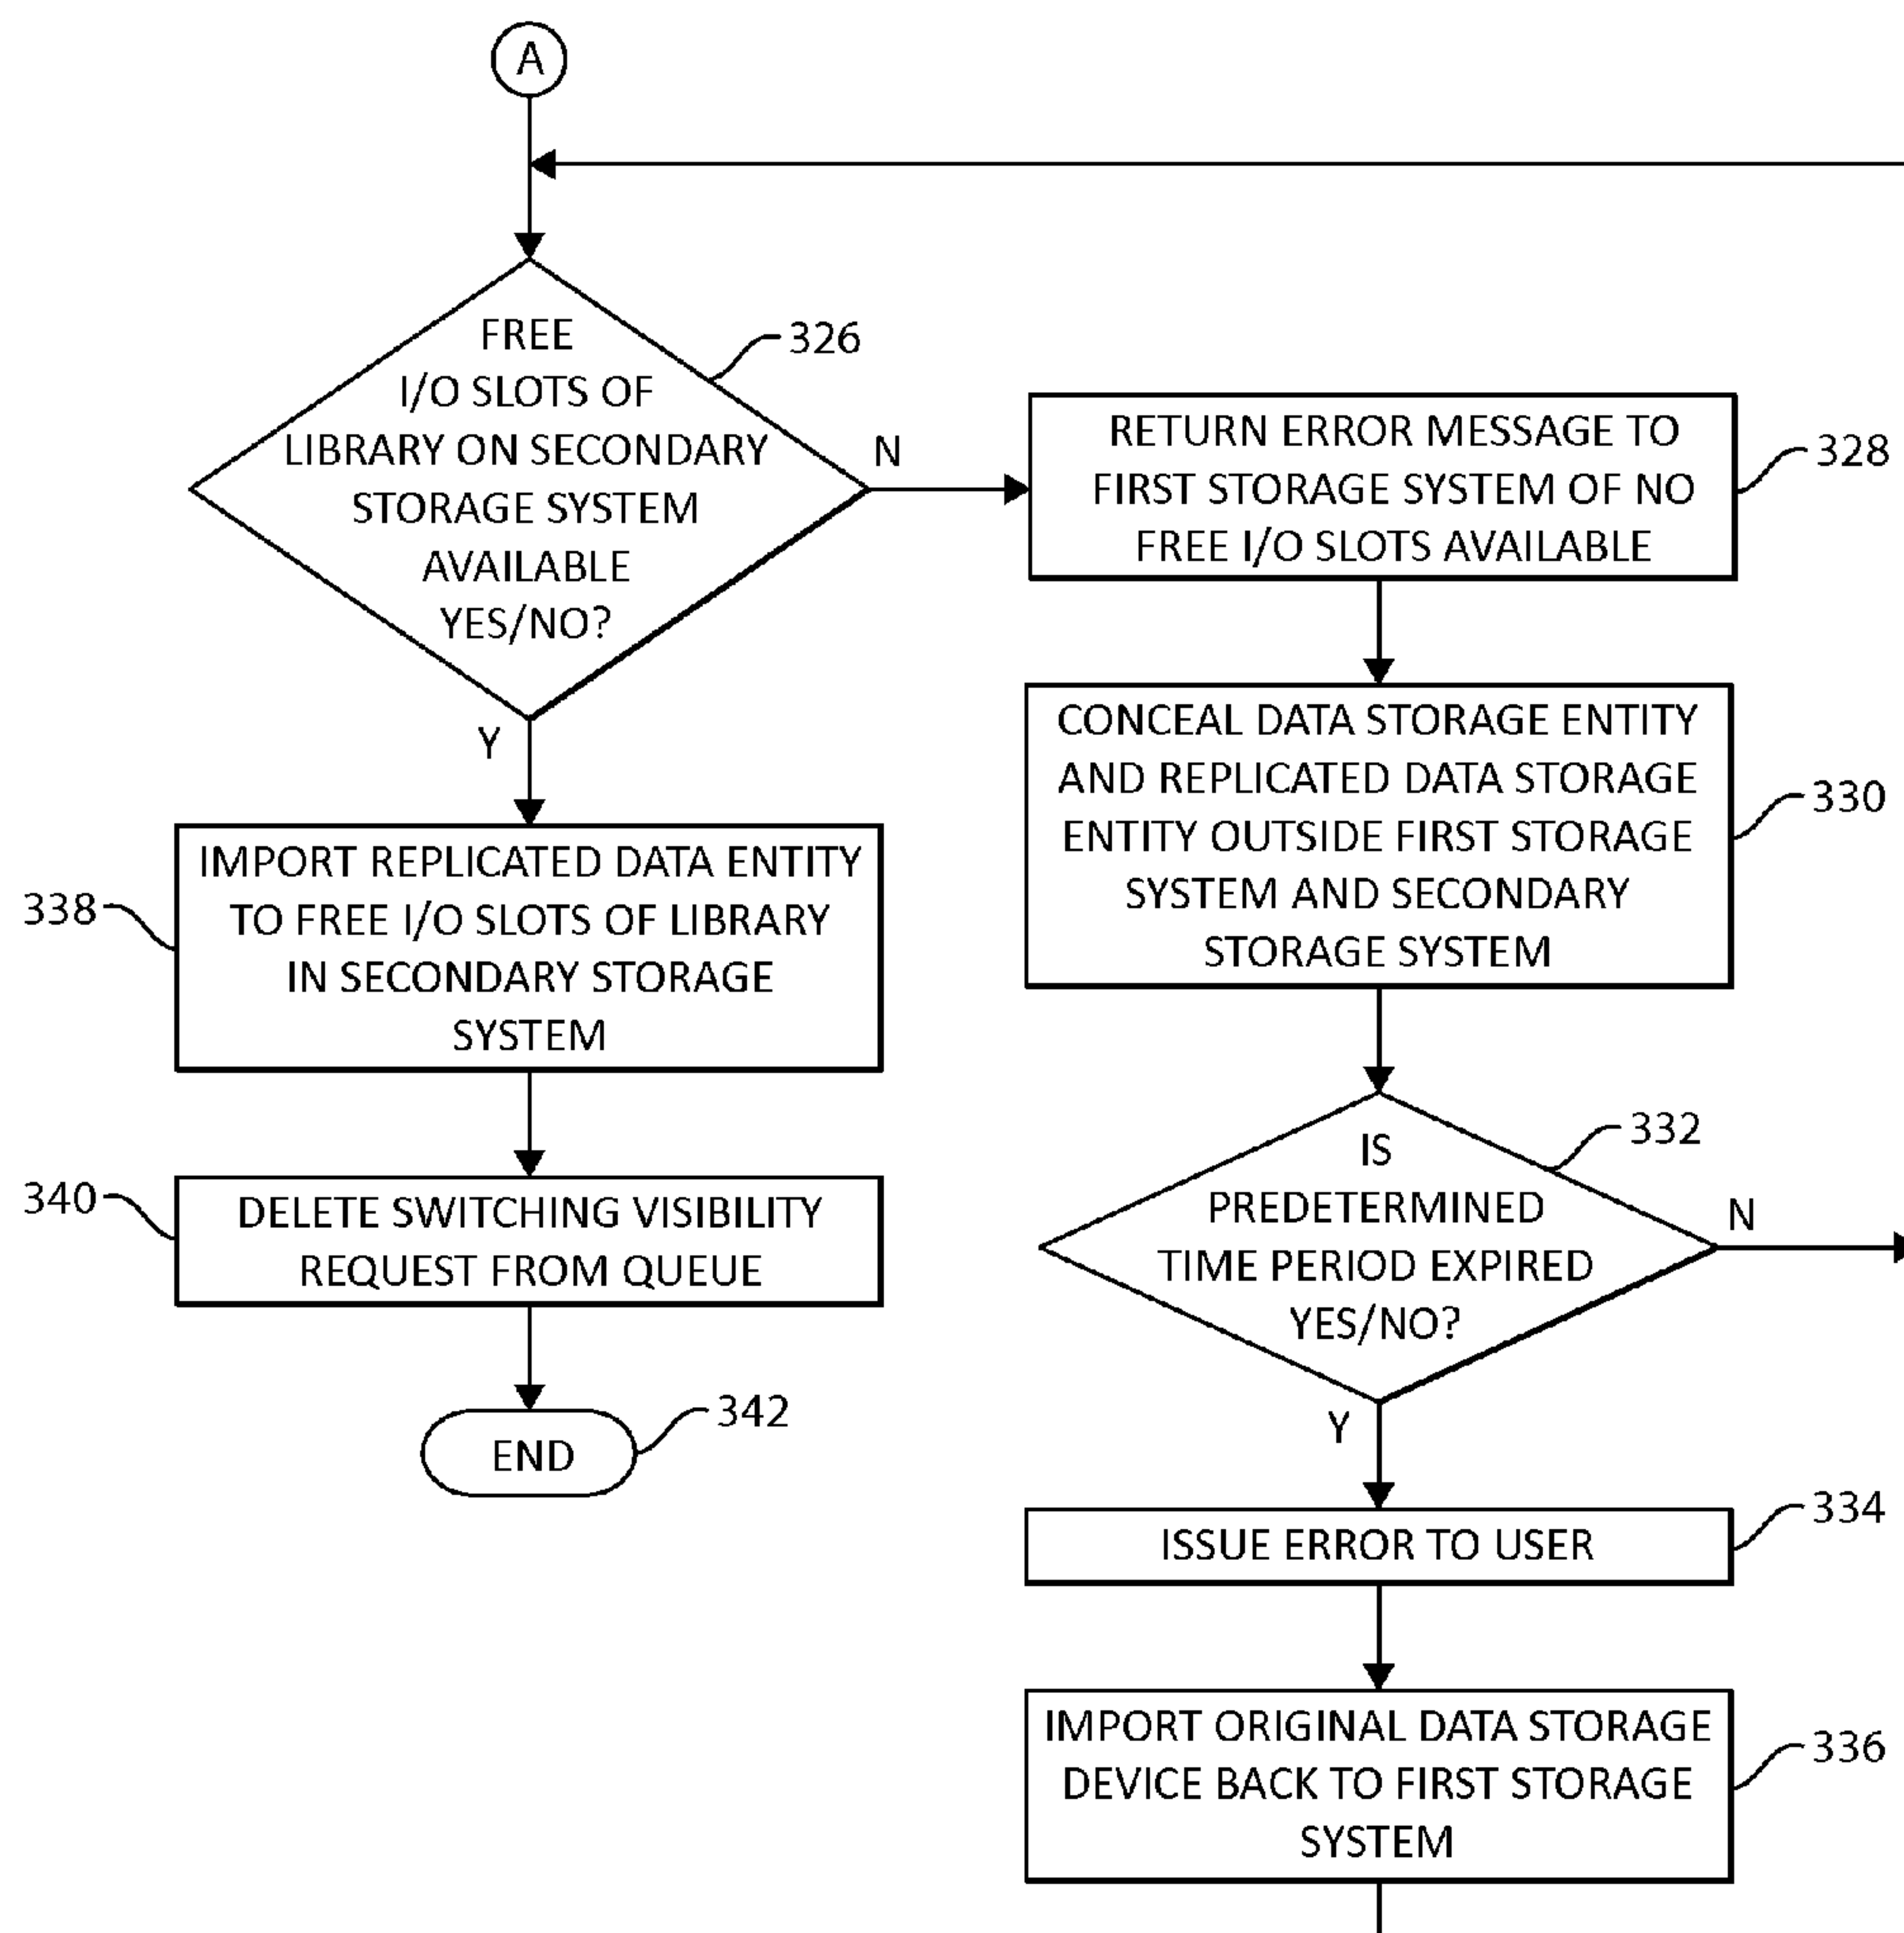 A
FREE
I/O SLOTS OF
LIBRARY ON SECONDARY
STORAGE SYSTEM
AVAILABLE
YES/NO?
326
N
Y
RETURN ERROR MESSAGE TO
FIRST STORAGE SYSTEM OF NO
FREE I/O SLOTS AVAILABLE
328
CONCEAL DATA STORAGE ENTITY
AND REPLICATED DATA STORAGE
ENTITY OUTSIDE FIRST STORAGE
SYSTEM AND SECONDARY
STORAGE SYSTEM
330
IMPORT REPLICATED DATA ENTITY
TO FREE I/O SLOTS OF LIBRARY
IN SECONDARY STORAGE
SYSTEM
338
DELETE SWITCHING VISIBILITY
REQUEST FROM QUEUE
340
END
342
IS
PREDETERMINED
TIME PERIOD EXPIRED
YES/NO?
332
N
Y
ISSUE ERROR TO USER
334
IMPORT ORIGINAL DATA STORAGE
DEVICE BACK TO FIRST STORAGE
SYSTEM
336